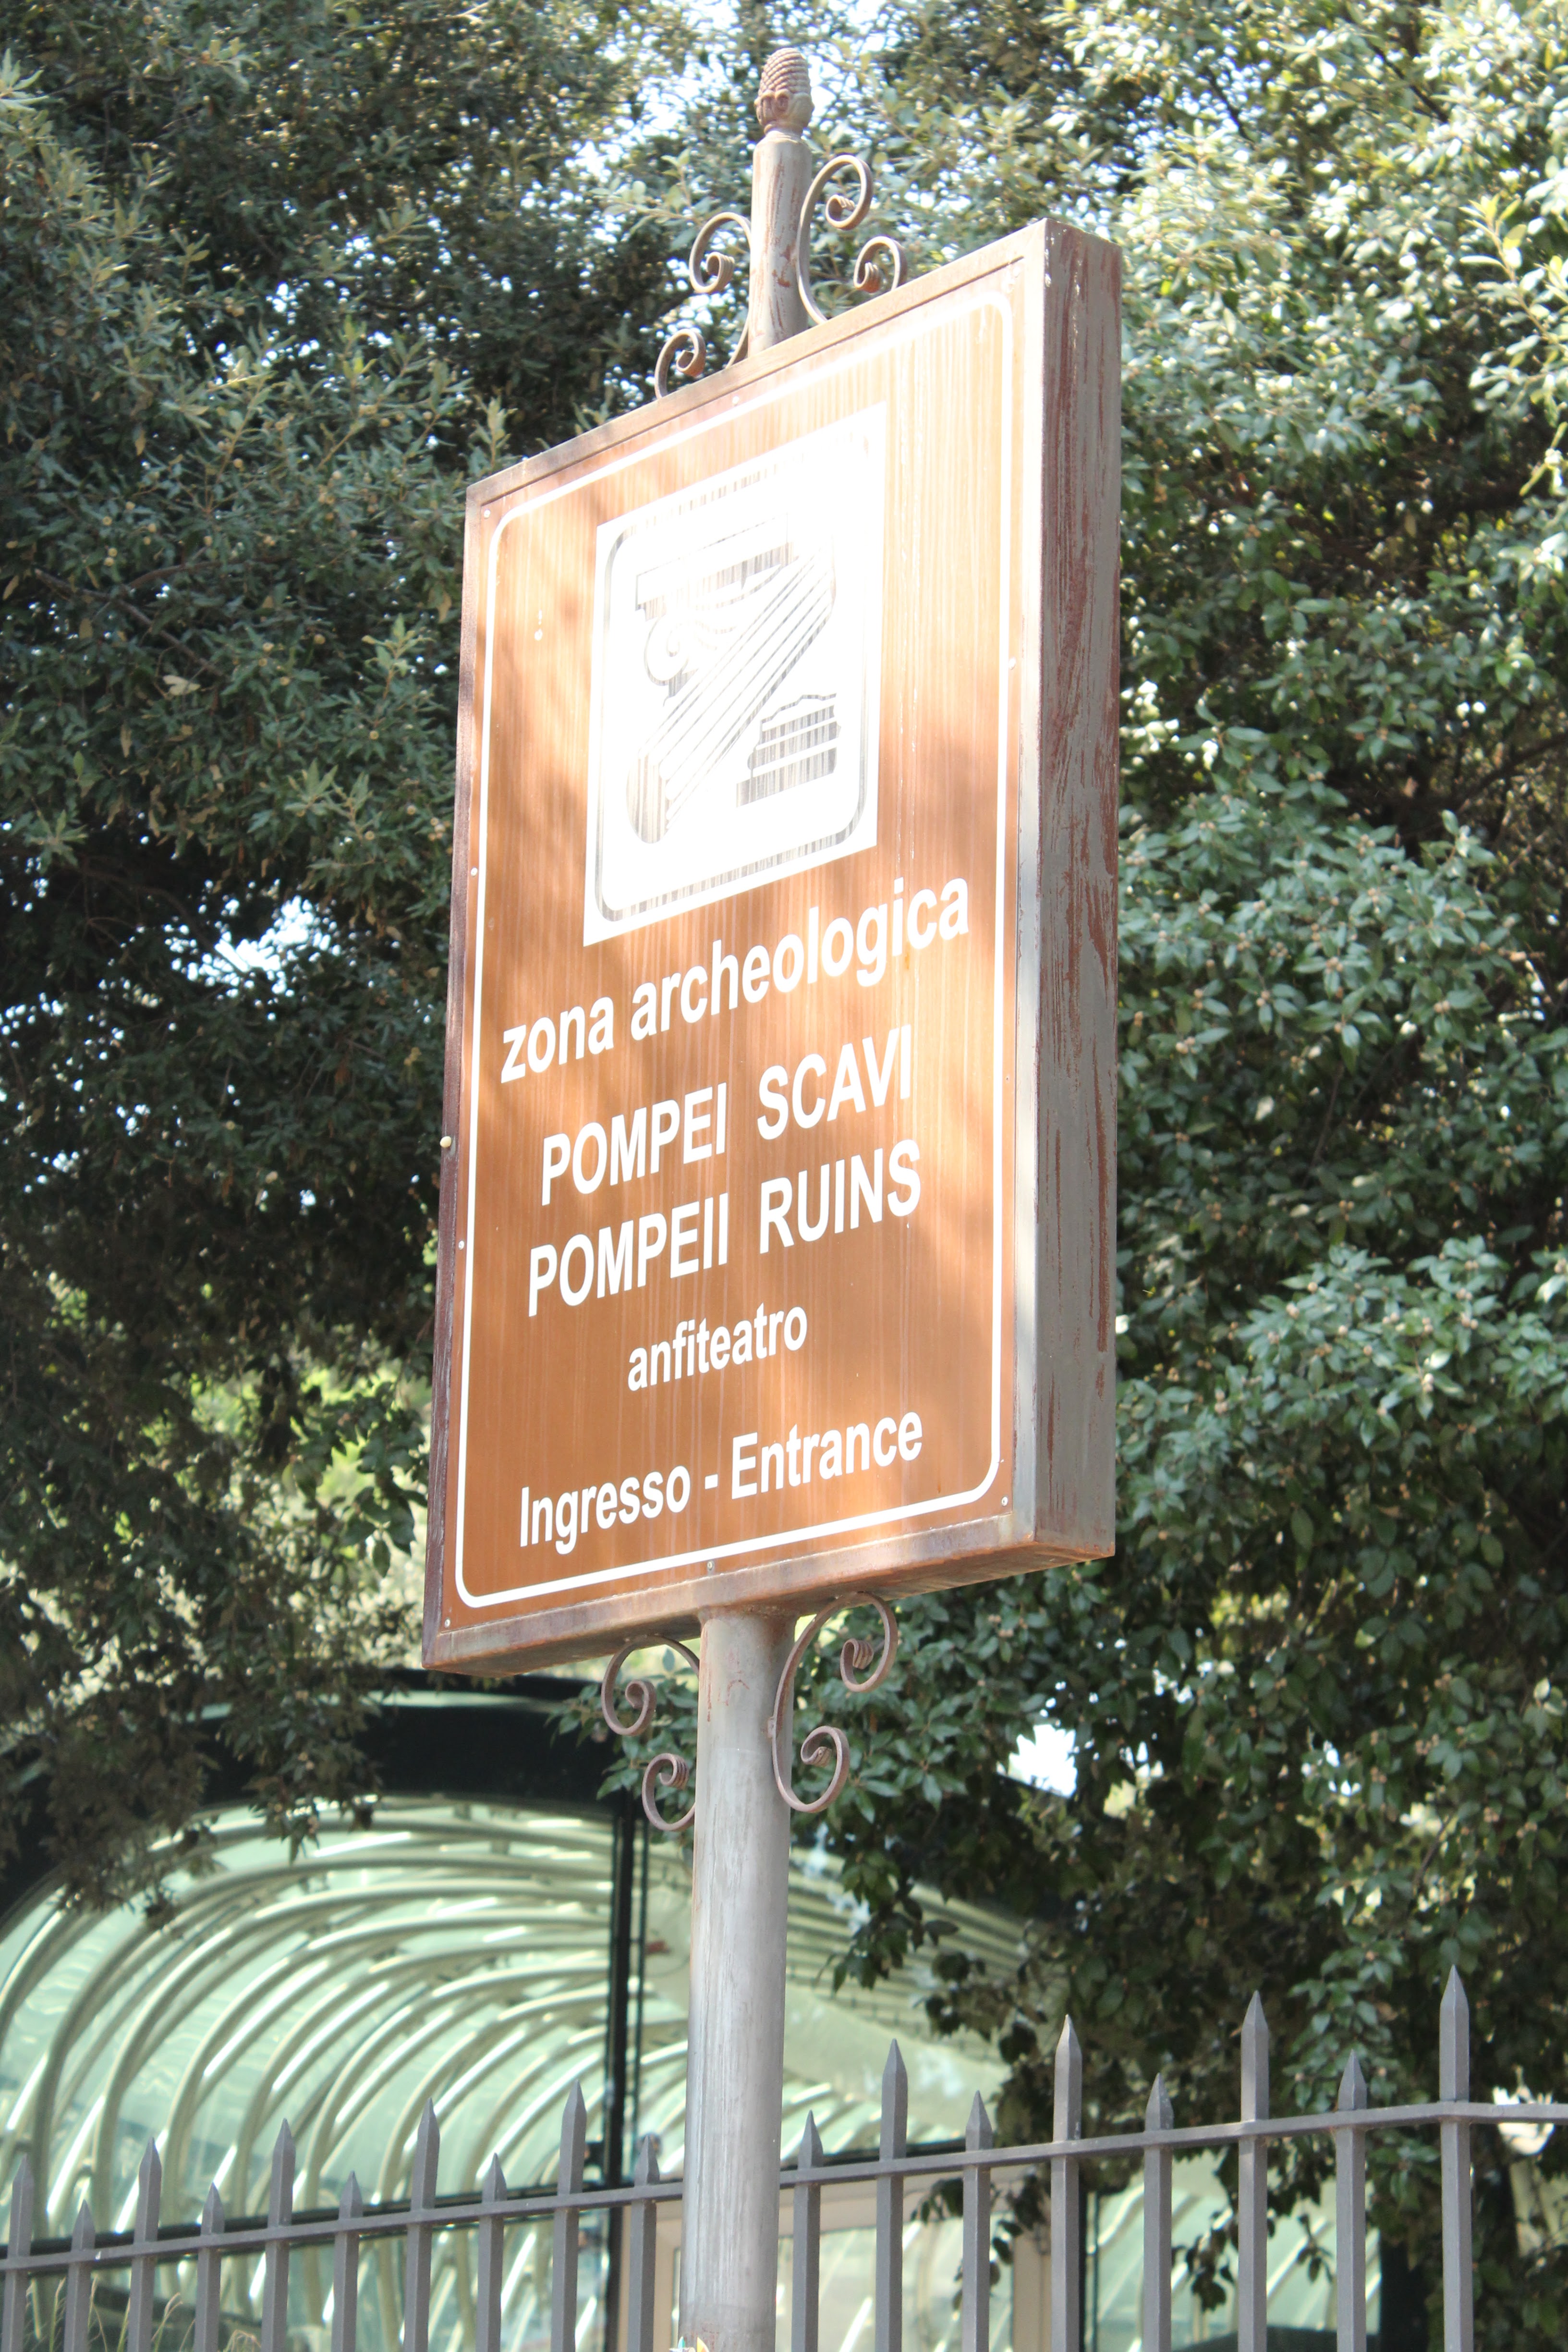 zona archeologica
POMPEI SCAVI
POMPEII RUINS
anfiteatro
Ingresso - Entrance